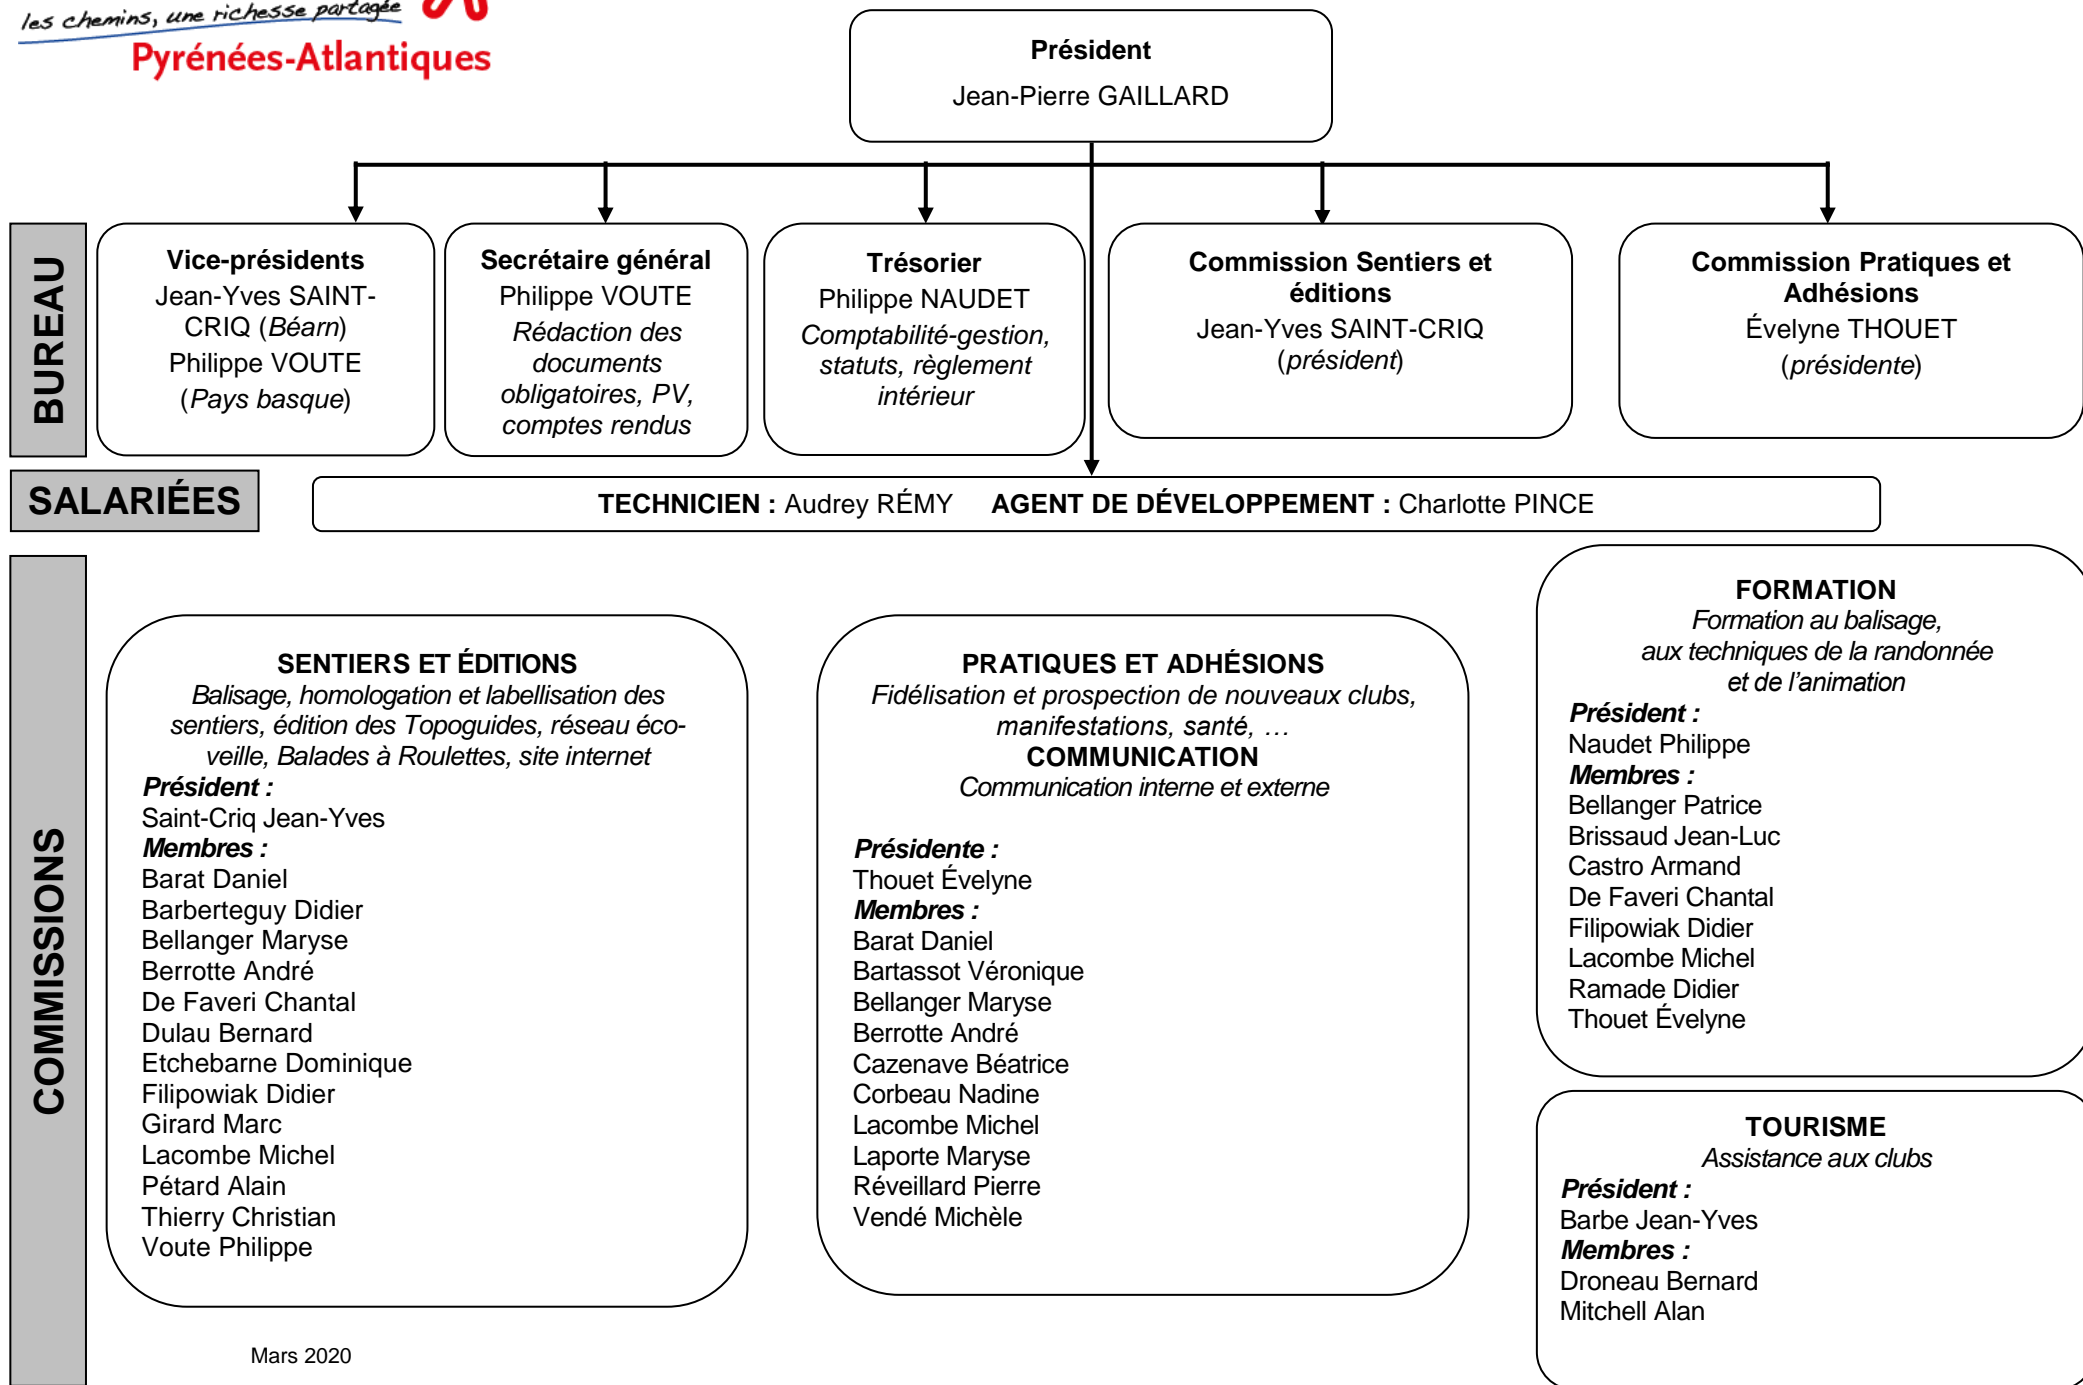 les chemins, une richesse partagée
Pyrénées-Atlantiques
Président
Jean-Pierre GAILLARD
BUREAU
Vice-présidents
Jean-Yves SAINT-
CRIQ (Béarn)
Philippe VOUTE
(Pays basque)
Secrétaire général
Philippe VOUTE
Rédaction des
documents
obligatoires, PV,
comptes rendus
Trésorier
Philippe NAUDET
Comptabilité-gestion,
statuts, règlement
intérieur
Commission Sentiers et
éditions
Jean-Yves SAINT-CRIQ
(président)
Commission Pratiques et
Adhésions
Évelyne THOUET
(présidente)
SALARIÉES
TECHNICIEN : Audrey RÉMY AGENT DE DÉVELOPPEMENT : Charlotte PINCE
COMMISSIONS
SENTIERS ET ÉDITIONS
Balisage, homologation et labellisation des
sentiers, édition des Topoguides, réseau éco-
veille, Balades à Roulettes, site internet
Président :
Saint-Criq Jean-Yves
Membres :
Barat Daniel
Barberteguy Didier
Bellanger Maryse
Berrotte André
De Faveri Chantal
Dulau Bernard
Etchebarne Dominique
Filipowiak Didier
Girard Marc
Lacombe Michel
Pétard Alain
Thierry Christian
Voute Philippe
PRATIQUES ET ADHÉSIONS
Fidélisation et prospection de nouveaux clubs,
manifestations, santé, …
COMMUNICATION
Communication interne et externe
Présidente :
Thouet Évelyne
Membres :
Barat Daniel
Bartassot Véronique
Bellanger Maryse
Berrotte André
Cazenave Béatrice
Corbeau Nadine
Lacombe Michel
Laporte Maryse
Réveillard Pierre
Vendé Michèle
FORMATION
Formation au balisage,
aux techniques de la randonnée
et de l’animation
Président :
Naudet Philippe
Membres :
Bellanger Patrice
Brissaud Jean-Luc
Castro Armand
De Faveri Chantal
Filipowiak Didier
Lacombe Michel
Ramade Didier
Thouet Évelyne
TOURISME
Assistance aux clubs
Président :
Barbe Jean-Yves
Membres :
Droneau Bernard
Mitchell Alan
Mars 2020